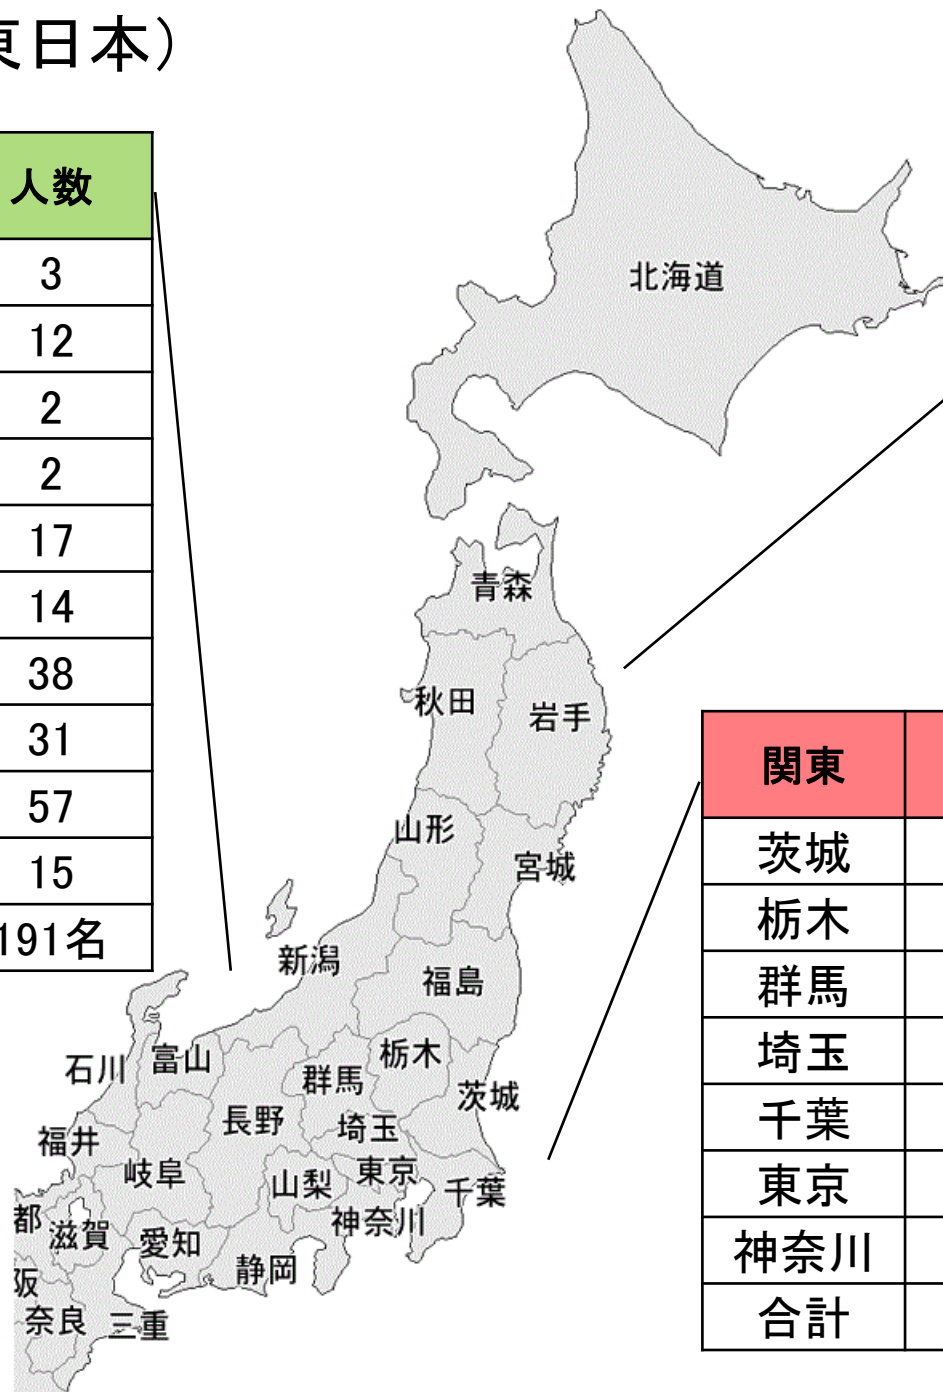 東日本）
人数
3
12
2
2
17
14
38
31
57
15
191名
北海道
青森
秋田
岩手
山形
宮城
新潟
福島
石川
富山
群馬
栃木
茨城
福井
長野
埼玉
岐阜
山梨
東京
千葉
都
滋賀
愛知
神奈川
静岡
阪
奈良
三重
関東
茨城
栃木
群馬
埼玉
千葉
東京
神奈川
合計